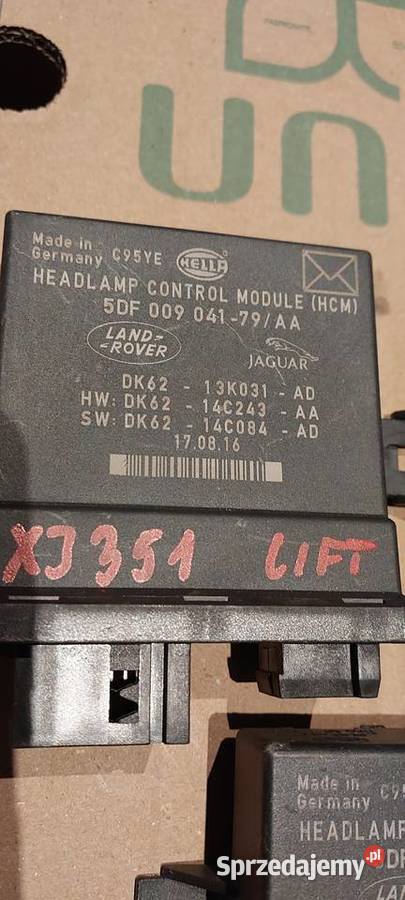 UN
Made in
Germany C95YE HELLA
HEADLAMP CONTROL MODULE (HCM)
5DF 009 041-79/AA
LAND-
ROVER
JAGUAR
DK62 - 13K031 - AD
HW: DK62 - 14C243 - AA
SW: DK62 - 14C084 - AD
17.08.16
XJ351 LIFT
Made in
Germany C95
HEADLAMP
Sprzedajemy.pl